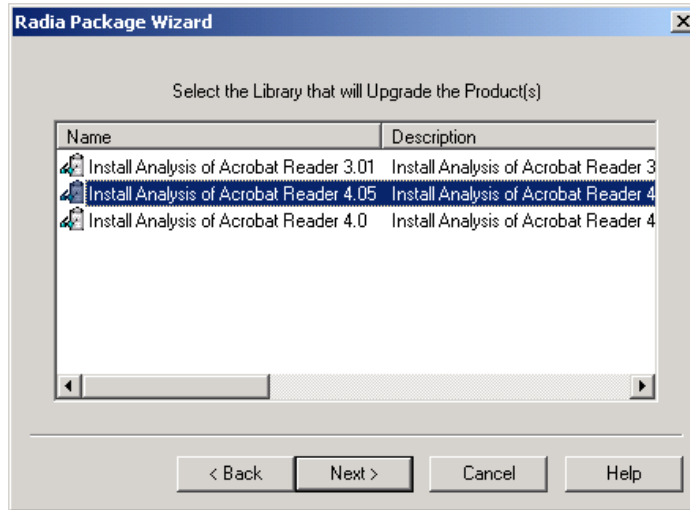 Radia Package Wizard
Select the Library that will Upgrade the Product(s)
Name Description
Install Analysis of Acrobat Reader 3.01 Install Analysis of Acrobat Reader 3
Install Analysis of Acrobat Reader 4.05 Install Analysis of Acrobat Reader 4
Install Analysis of Acrobat Reader 4.0 Install Analysis of Acrobat Reader 4
< Back Next > Cancel Help